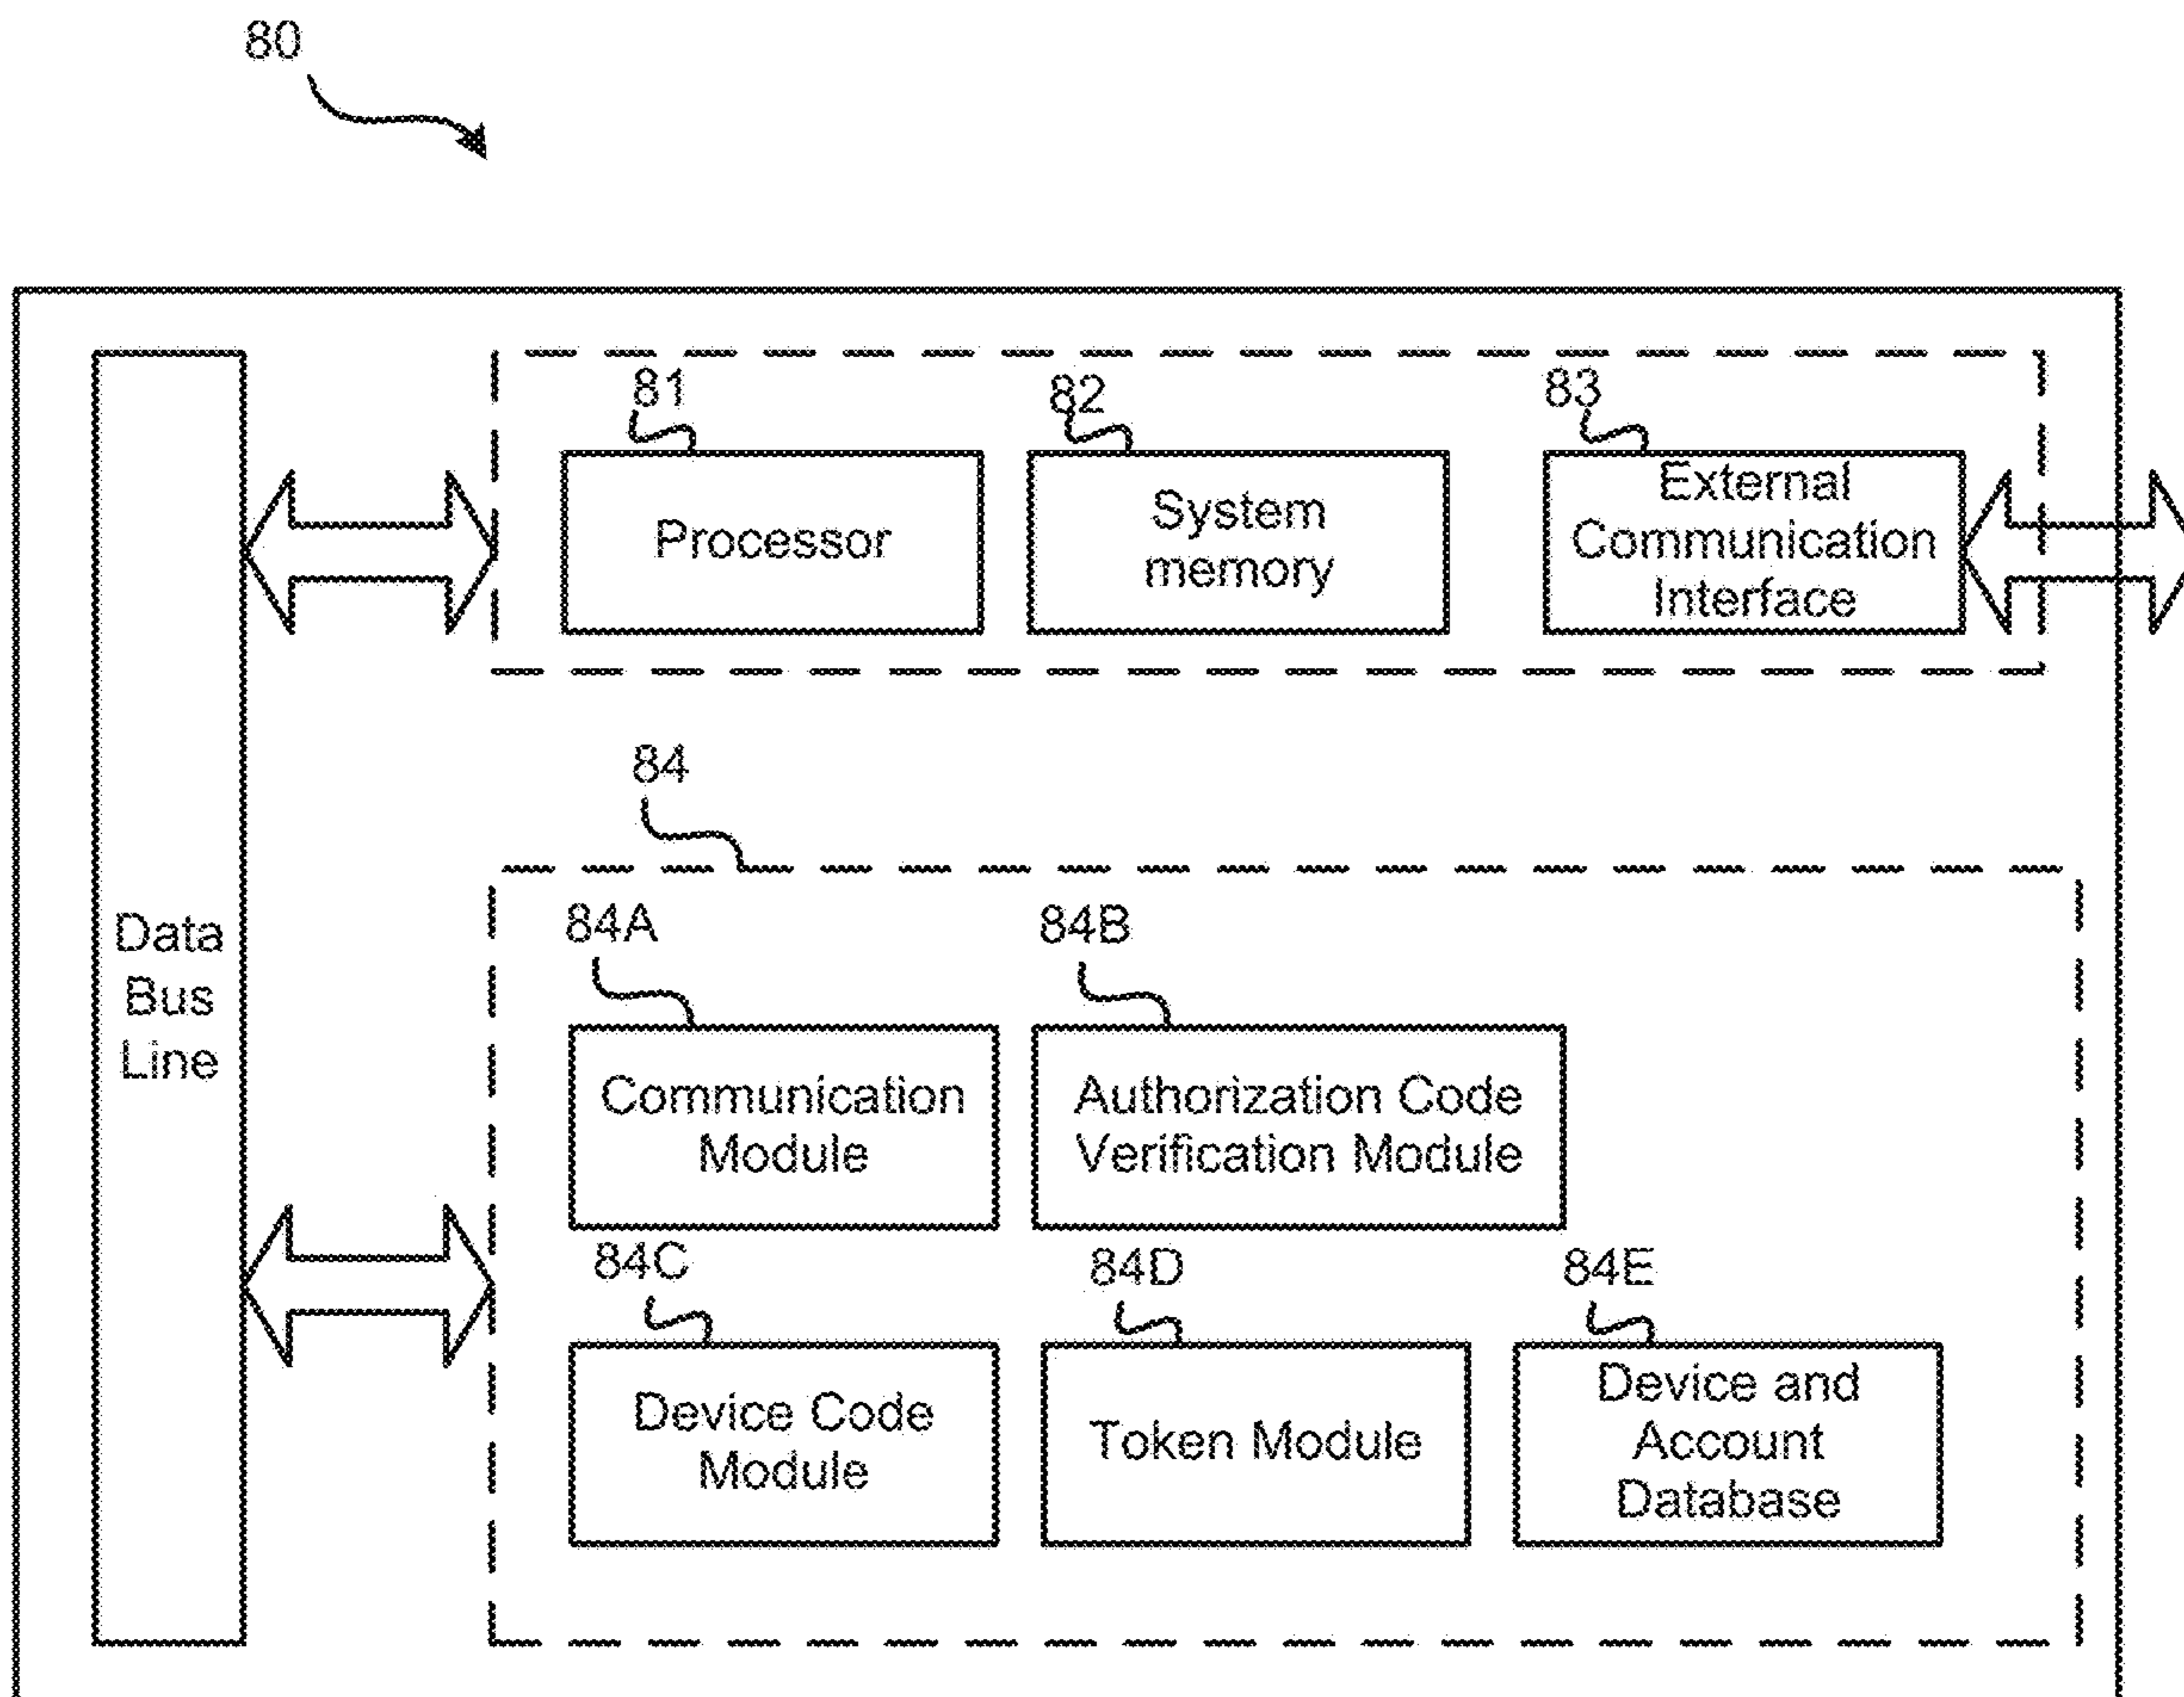 80
81
82
83
Processor
System
memory
External
Communication
Interface
Data
Bus
Line
84
84A
84B
Communication
Module
Authorization Code
Verification Module
84C
84D
84E
Device Code
Module
Token Module
Device and
Account
Database